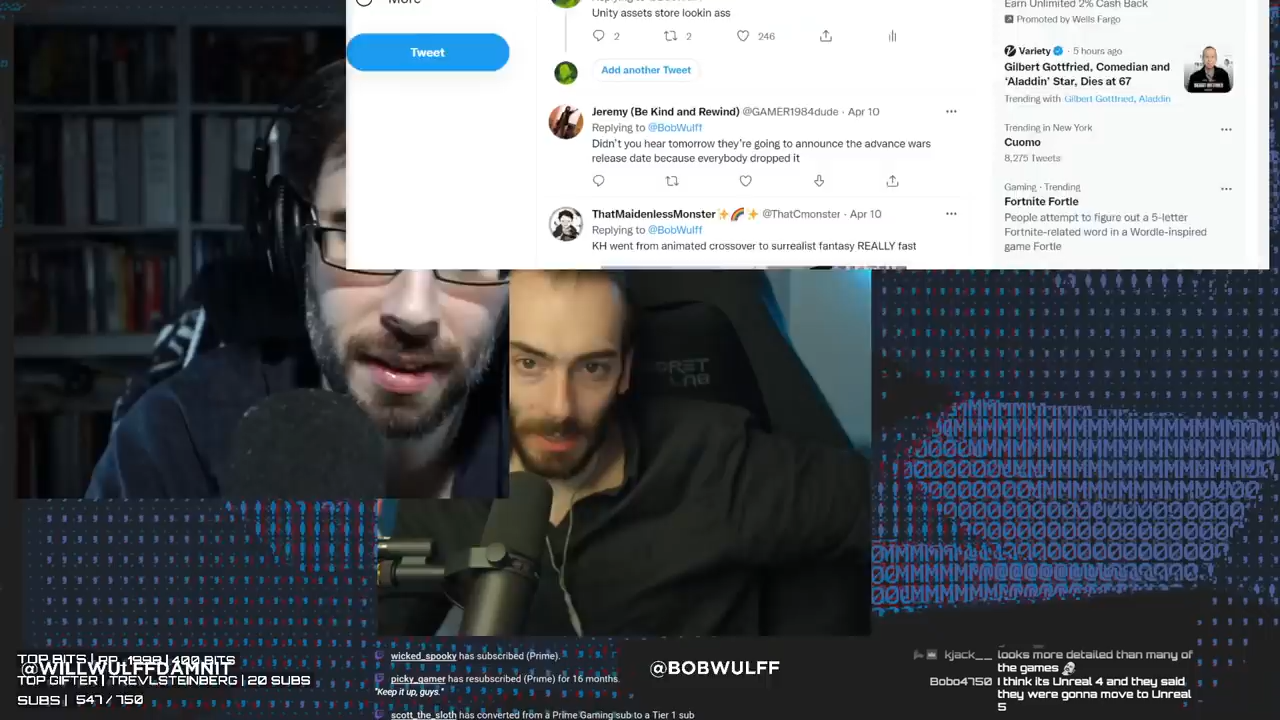 More
Tweet
Unity assets store lookin ass
2 2 246
Add another Tweet
Jeremy (Be Kind and Rewind) @GAMER1984dude · Apr 10
Replying to @BobWulff
Didn't you hear tomorrow they're going to announce the advance wars
release date because everybody dropped it
ThatMaidenlessMonster @ThatCmonster · Apr 10
Replying to @BobWulff
KH went from animated crossover to surrealist fantasy REALLY fast
Earn Unlimited 2% Cash Back
Promoted by Wells Fargo
Variety · 5 hours ago
Gilbert Gottfried, Comedian and
'Aladdin' Star, Dies at 67
Trending with Gilbert Gottfried, Aladdin
Trending in New York
Cuomo
8,275 Tweets
Gaming · Trending
Fortnite Fortle
People attempt to figure out a 5-letter
Fortnite-related word in a Wordle-inspired
game Fortle
@WILLWULFFDAMNIT
TOP GIFTER | TREVLSTEINBERG | 20 SUBS
SUBS | 547 / 750
wicked_spooky has subscribed (Prime).
picky_gamer has resubscribed (Prime) for 16 months.
"Keep it up, guys."
scott_the_sloth has converted from a Prime Gaming sub to a Tier 1 sub
@BOBWULFF
kjack__ looks more detailed than many of
the games
Bobo4750 I think its Unreal 4 and they said
they were gonna move to Unreal
5